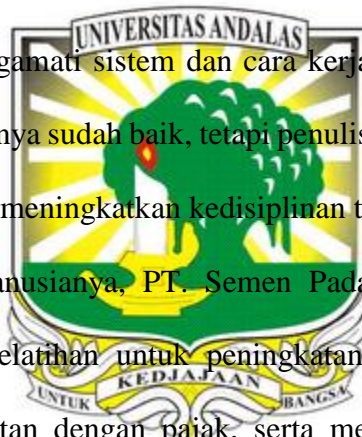 UNIVERSITAS ANDALAS
gamati sistem dan cara kerja
nya sudah baik, tetapi penulis
meningkatkan kedisiplinan t
anusianya, PT. Semen Pada
elatihan untuk peningkatan
KEDJAJAAN
UNTUK BANGSA
tan dengan pajak, serta me